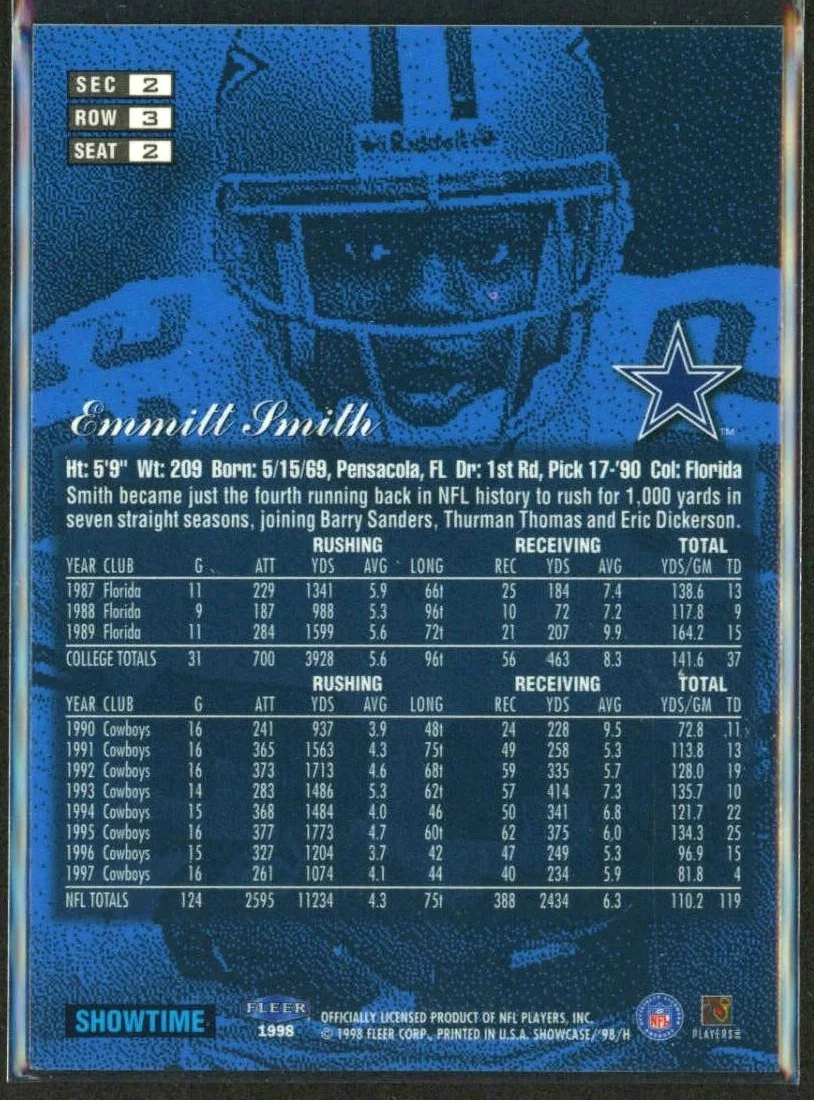 SEC 2
ROW 3
SEAT 2
Riddell
Emmitt Smith
TM
Ht: 5'9" Wt: 209 Born: 5/15/69, Pensacola, FL Dr: 1st Rd, Pick 17-'90 Col: Florida
Smith became just the fourth running back in NFL history to rush for 1,000 yards in
seven straight seasons, joining Barry Sanders, Thurman Thomas and Eric Dickerson.
RUSHING RECEIVING TOTAL
YEAR CLUB G ATT YDS AVG LONG REC YDS AVG YDS/GM TD
1987 Florida 11 229 1341 5.9 66t 25 184 7.4 138.6 13
1988 Florida 9 187 988 5.3 96t 10 72 7.2 117.8 9
1989 Florida 11 284 1599 5.6 72t 21 207 9.9 164.2 15
COLLEGE TOTALS 31 700 3928 5.6 96t 56 463 8.3 141.6 37
RUSHING RECEIVING TOTAL
YEAR CLUB G ATT YDS AVG LONG REC YDS AVG YDS/GM TD
1990 Cowboys 16 241 937 3.9 48t 24 228 9.5 72.8 11
1991 Cowboys 16 365 1563 4.3 75t 49 258 5.3 113.8 13
1992 Cowboys 16 373 1713 4.6 68t 59 335 5.7 128.0 19
1993 Cowboys 14 283 1486 5.3 62t 57 414 7.3 135.7 10
1994 Cowboys 15 368 1484 4.0 46 50 341 6.8 121.7 22
1995 Cowboys 16 377 1773 4.7 60t 62 375 6.0 134.3 25
1996 Cowboys 15 327 1204 3.7 42 47 249 5.3 96.9 15
1997 Cowboys 16 261 1074 4.1 44 40 234 5.9 81.8 4
NFL TOTALS 124 2595 11234 4.3 75t 388 2434 6.3 110.2 119
SHOWTIME
FLEER
1998
OFFICIALLY LICENSED PRODUCT OF NFL PLAYERS, INC.
© 1998 FLEER CORP., PRINTED IN U.S.A. SHOWCASE/'98/H
NFL
PLAYERS INC